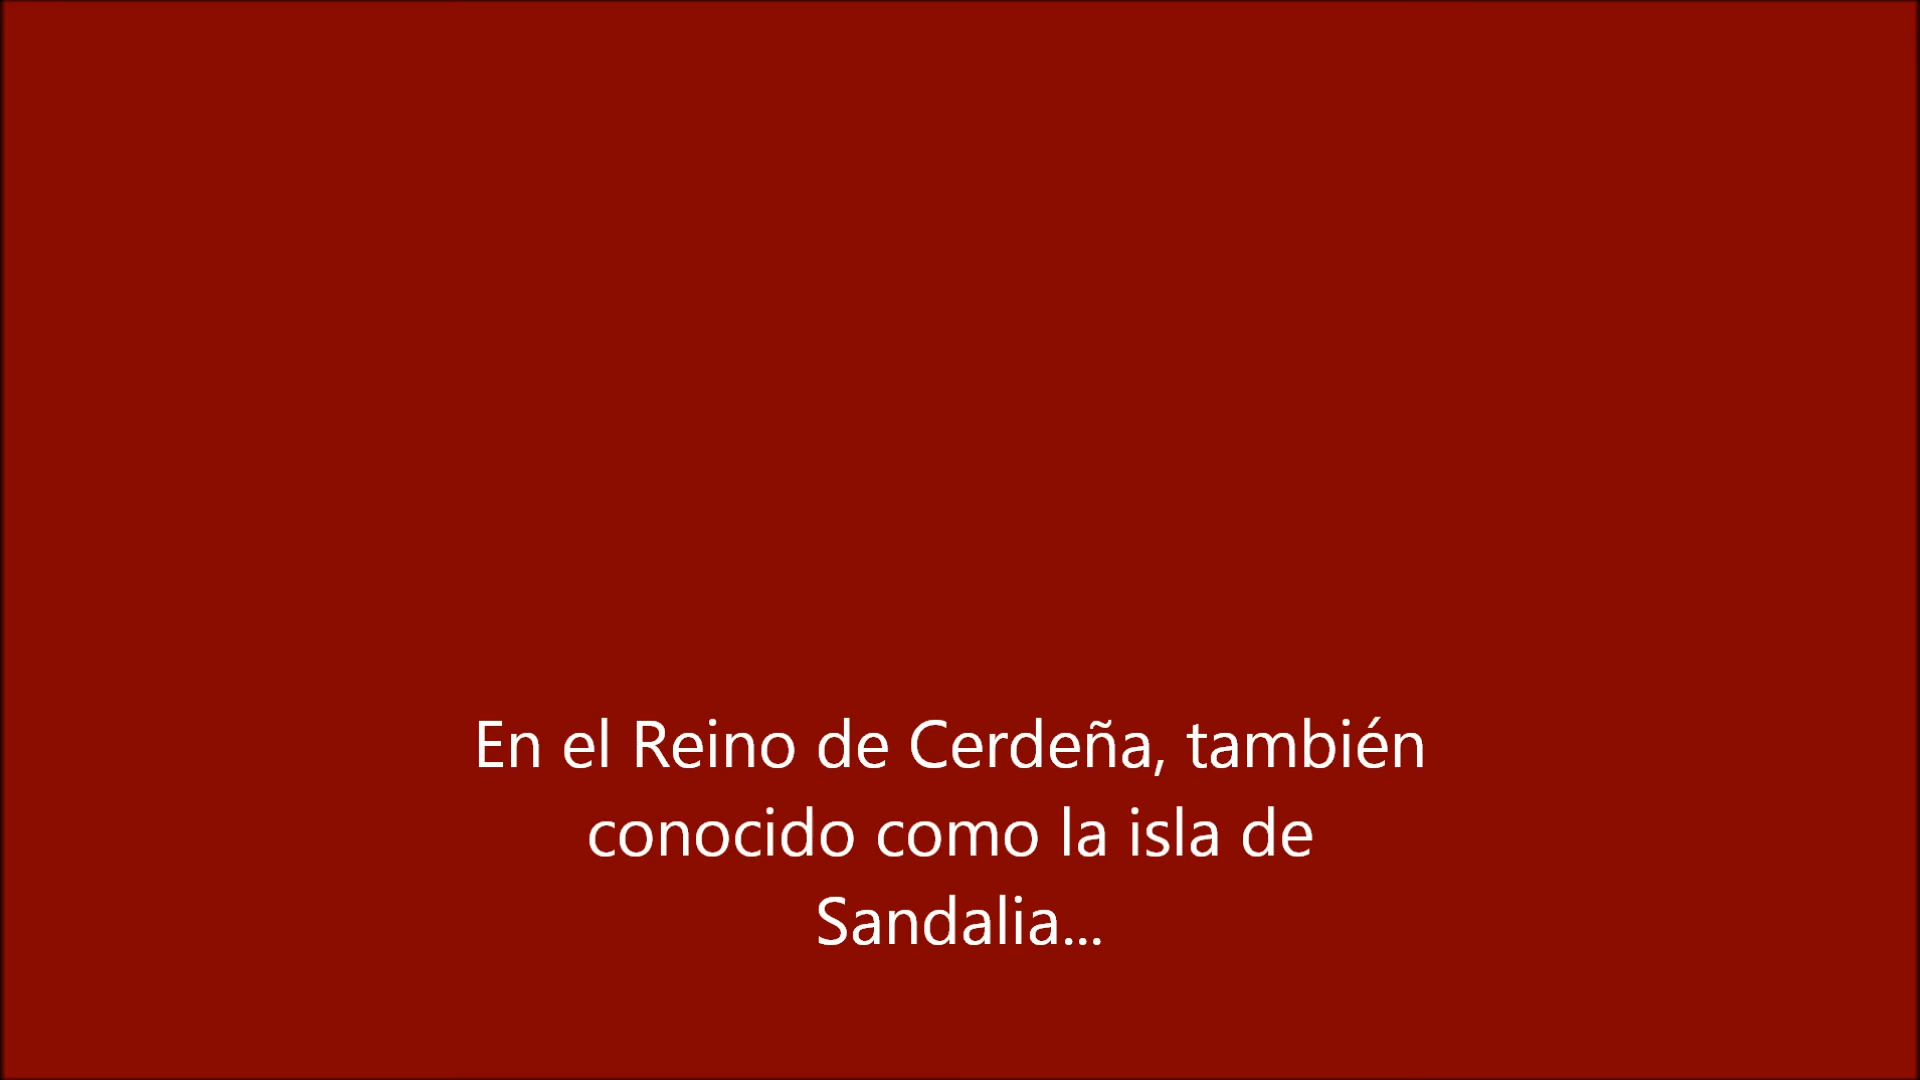 En el Reino de Cerdeña, también
conocido como la isla de
Sandalia...